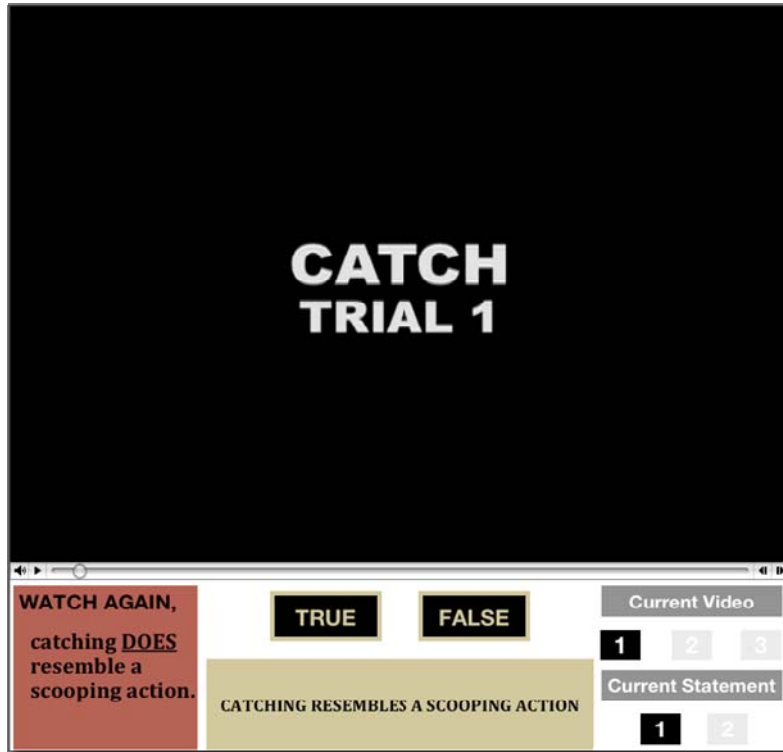 CATCH
TRIAL 1
WATCH AGAIN,
catching DOES
resemble a
scooping action.
TRUE
FALSE
CATCHING RESEMBLES A SCOOPING ACTION
Current Video
1 2 3
Current Statement
1 2